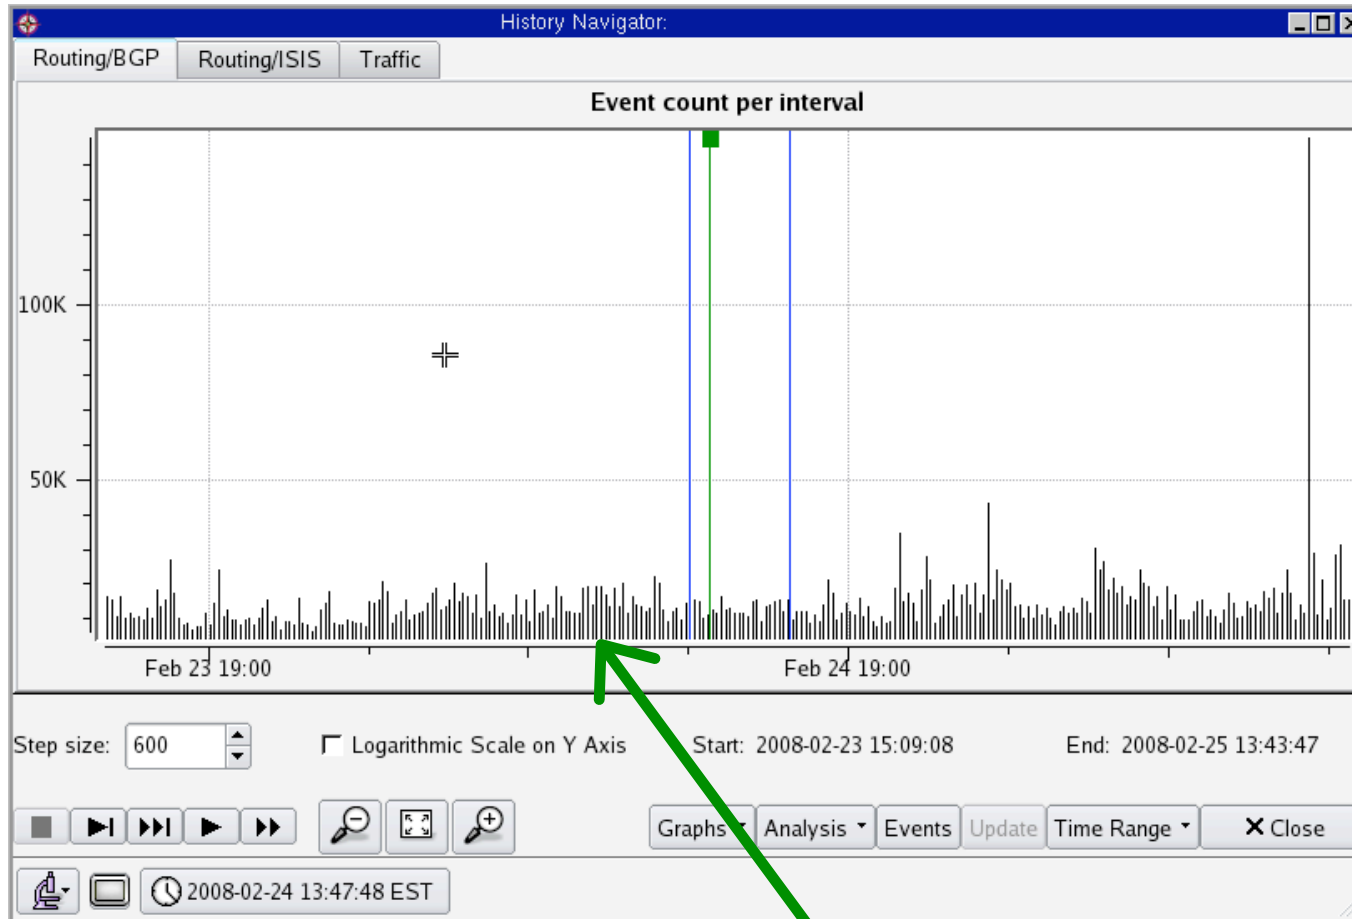 History Navigator:
Routing/BGP Routing/ISIS Traffic
Event count per interval
100K
50K
Feb 23 19:00 Feb 24 19:00
Step size: 600 Logarithmic Scale on Y Axis Start: 2008-02-23 15:09:08 End: 2008-02-25 13:43:47
Graphs Analysis Events Update Time Range Close
2008-02-24 13:47:48 EST